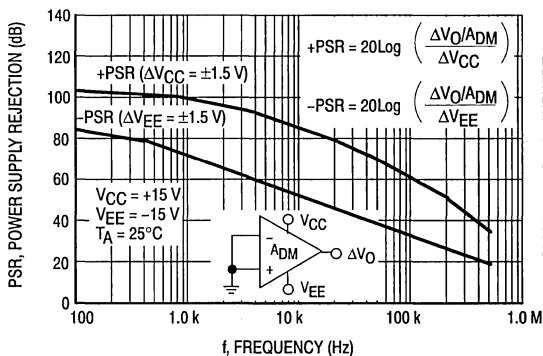 PSR, POWER SUPPLY REJECTION (dB)
140
120
100
80
60
40
20
0
+PSR = 20Log ( ΔVO/ADM / ΔVCC )
−PSR = 20Log ( ΔVO/ADM / ΔVEE )
+PSR (ΔVCC = ±1.5 V)
−PSR (ΔVEE = ±1.5 V)
VCC = +15 V
VEE = −15 V
TA = 25°C
VCC
−
ADM
+
ΔVO
VEE
100
1.0 k
10 k
100 k
1.0 M
f, FREQUENCY (Hz)